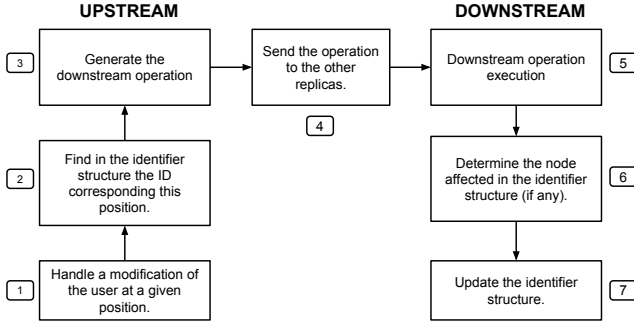 UPSTREAM
DOWNSTREAM
3
Generate the
downstream operation
Send the operation
to the other
replicas.
4
Downstream operation
execution
5
2
Find in the identifier
structure the ID
corresponding this
position.
Determine the node
affected in the identifier
structure (if any).
6
1
Handle a modification of
the user at a given
position.
Update the identifier
structure.
7